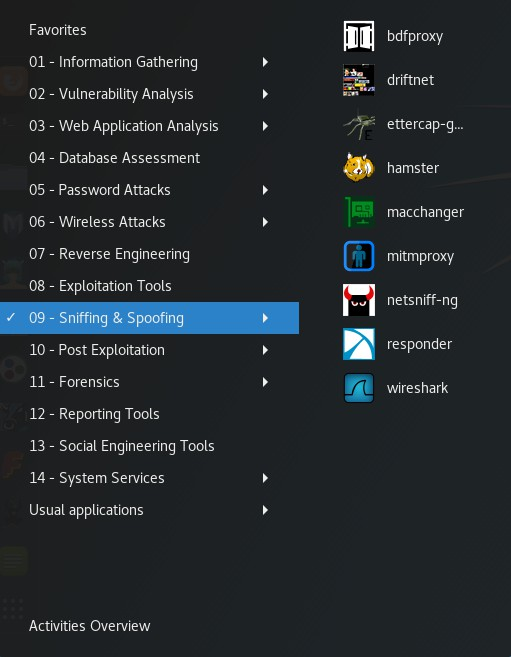 Favorites
01 - Information Gathering
02 - Vulnerability Analysis
03 - Web Application Analysis
04 - Database Assessment
05 - Password Attacks
06 - Wireless Attacks
07 - Reverse Engineering
08 - Exploitation Tools
✓ 09 - Sniffing & Spoofing
10 - Post Exploitation
11 - Forensics
12 - Reporting Tools
13 - Social Engineering Tools
14 - System Services
Usual applications
Activities Overview
bdfproxy
driftnet
ettercap-g...
hamster
macchanger
mitmproxy
netsniff-ng
responder
wireshark